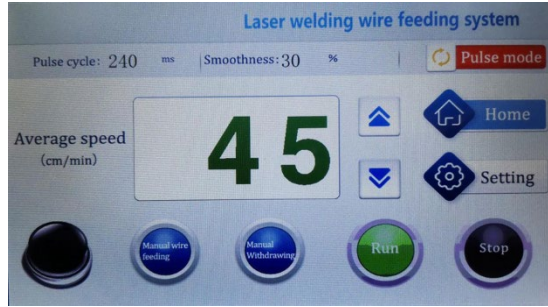 Laser welding wire feeding system
Pulse cycle: 240 ms Smoothness: 30 % Pulse mode
Home
Average speed
(cm/min)
45
Setting
Manual wire
feeding
Manual
Withdrawing
Run
Stop